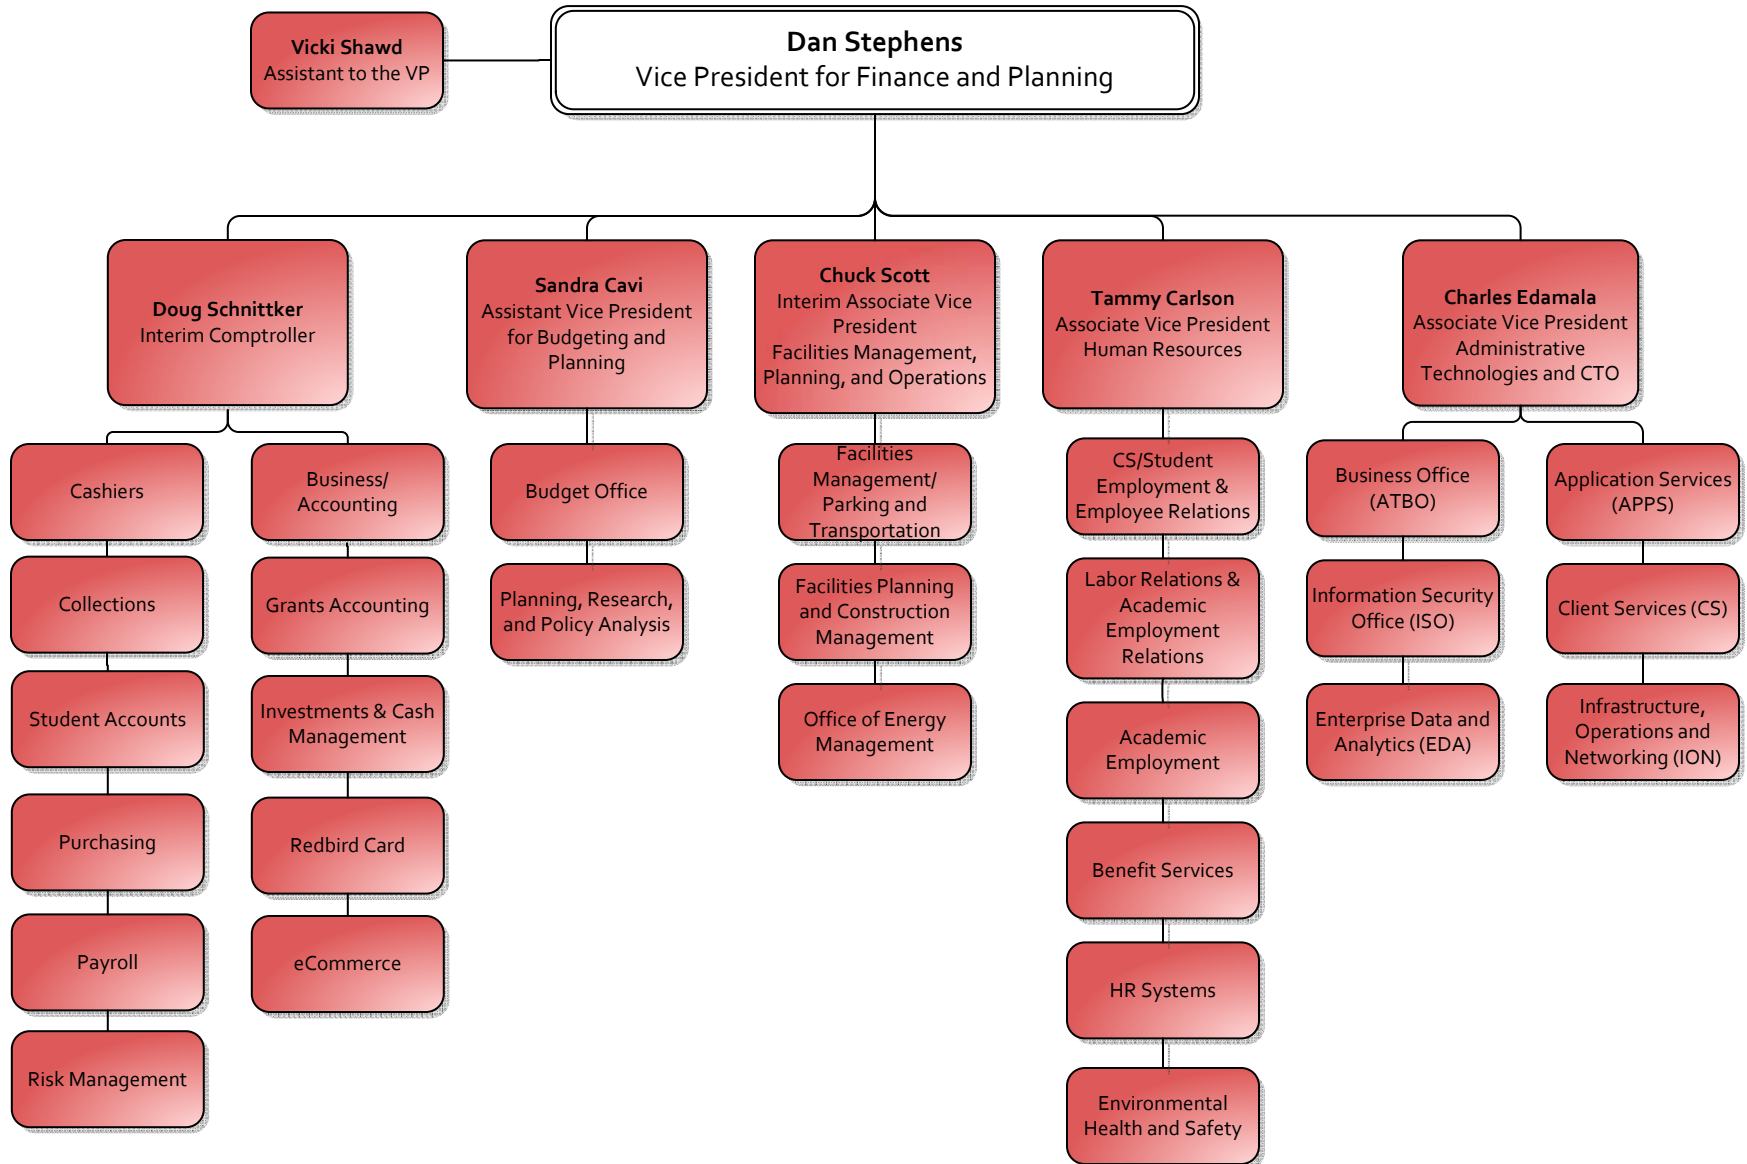 Vicki Shawd
Assistant to the VP
Dan Stephens
Vice President for Finance and Planning
Doug Schnittker
Interim Comptroller
Sandra Cavi
Assistant Vice President
for Budgeting and
Planning
Chuck Scott
Interim Associate Vice
President
Facilities Management,
Planning, and Operations
Tammy Carlson
Associate Vice President
Human Resources
Charles Edamala
Associate Vice President
Administrative
Technologies and CTO
Cashiers
Collections
Student Accounts
Purchasing
Payroll
Risk Management
Business/
Accounting
Grants Accounting
Investments & Cash
Management
Redbird Card
eCommerce
Budget Office
Planning, Research,
and Policy Analysis
Facilities
Management/
Parking and
Transportation
Facilities Planning
and Construction
Management
Office of Energy
Management
CS/Student
Employment &
Employee Relations
Labor Relations &
Academic
Employment
Relations
Academic
Employment
Benefit Services
HR Systems
Environmental
Health and Safety
Business Office
(ATBO)
Information Security
Office (ISO)
Enterprise Data and
Analytics (EDA)
Application Services
(APPS)
Client Services (CS)
Infrastructure,
Operations and
Networking (ION)